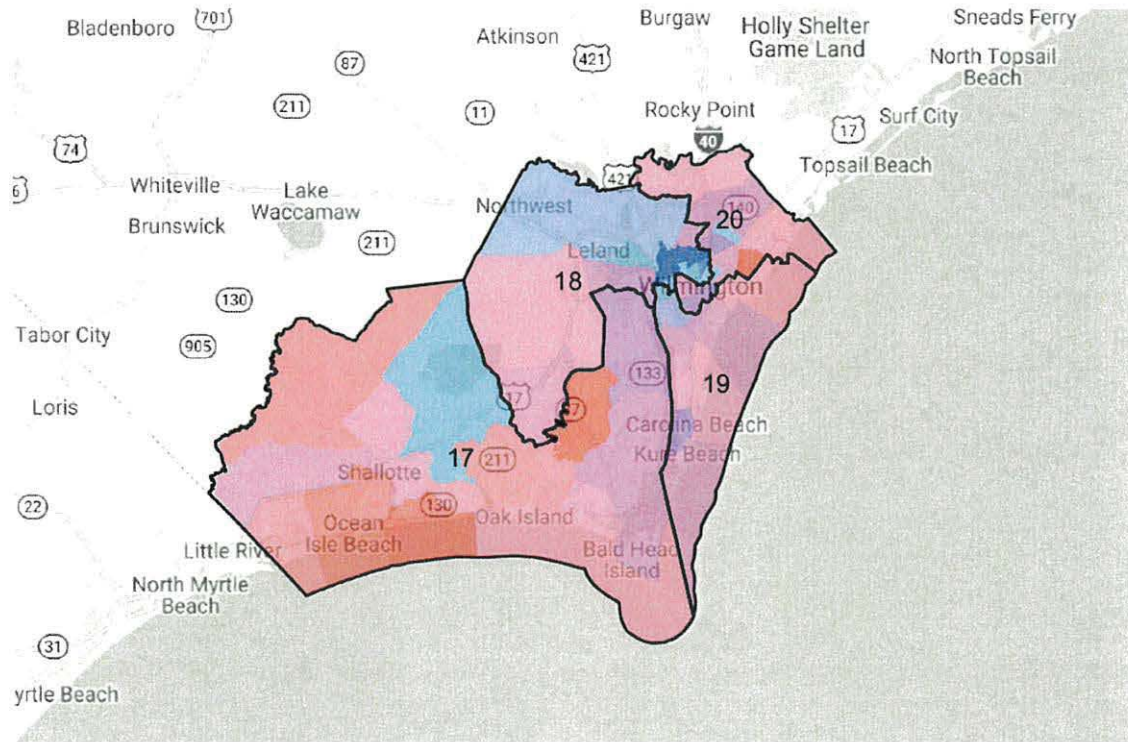 Bladenboro
701
Burgaw
Sneads Ferry
Atkinson
Holly Shelter
Game Land
87
421
North Topsail
Beach
211
11
Rocky Point
Surf City
40
17
74
Topsail Beach
Whiteville
421
6
Lake
Waccamaw
Northwest
140
20
Brunswick
211
Leland
18
Wilmington
130
Tabor City
905
133
19
17
Loris
Carolina Beach
17
211
Kure Beach
Shallotte
22
130
Oak Island
Ocean
Isle Beach
Little River
Bald Head
Island
North Myrtle
Beach
31
yrtle Beach